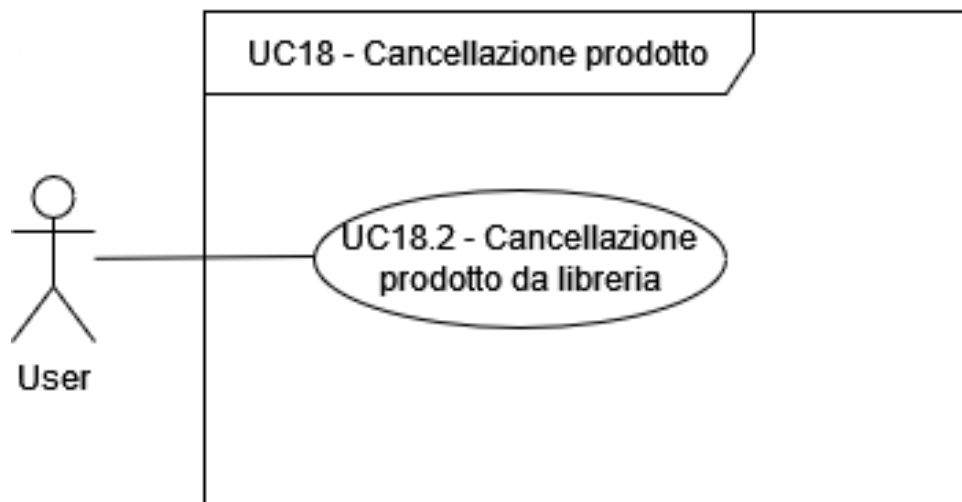 UC18 - Cancellazione prodotto
UC18.2 - Cancellazione
prodotto da libreria
User